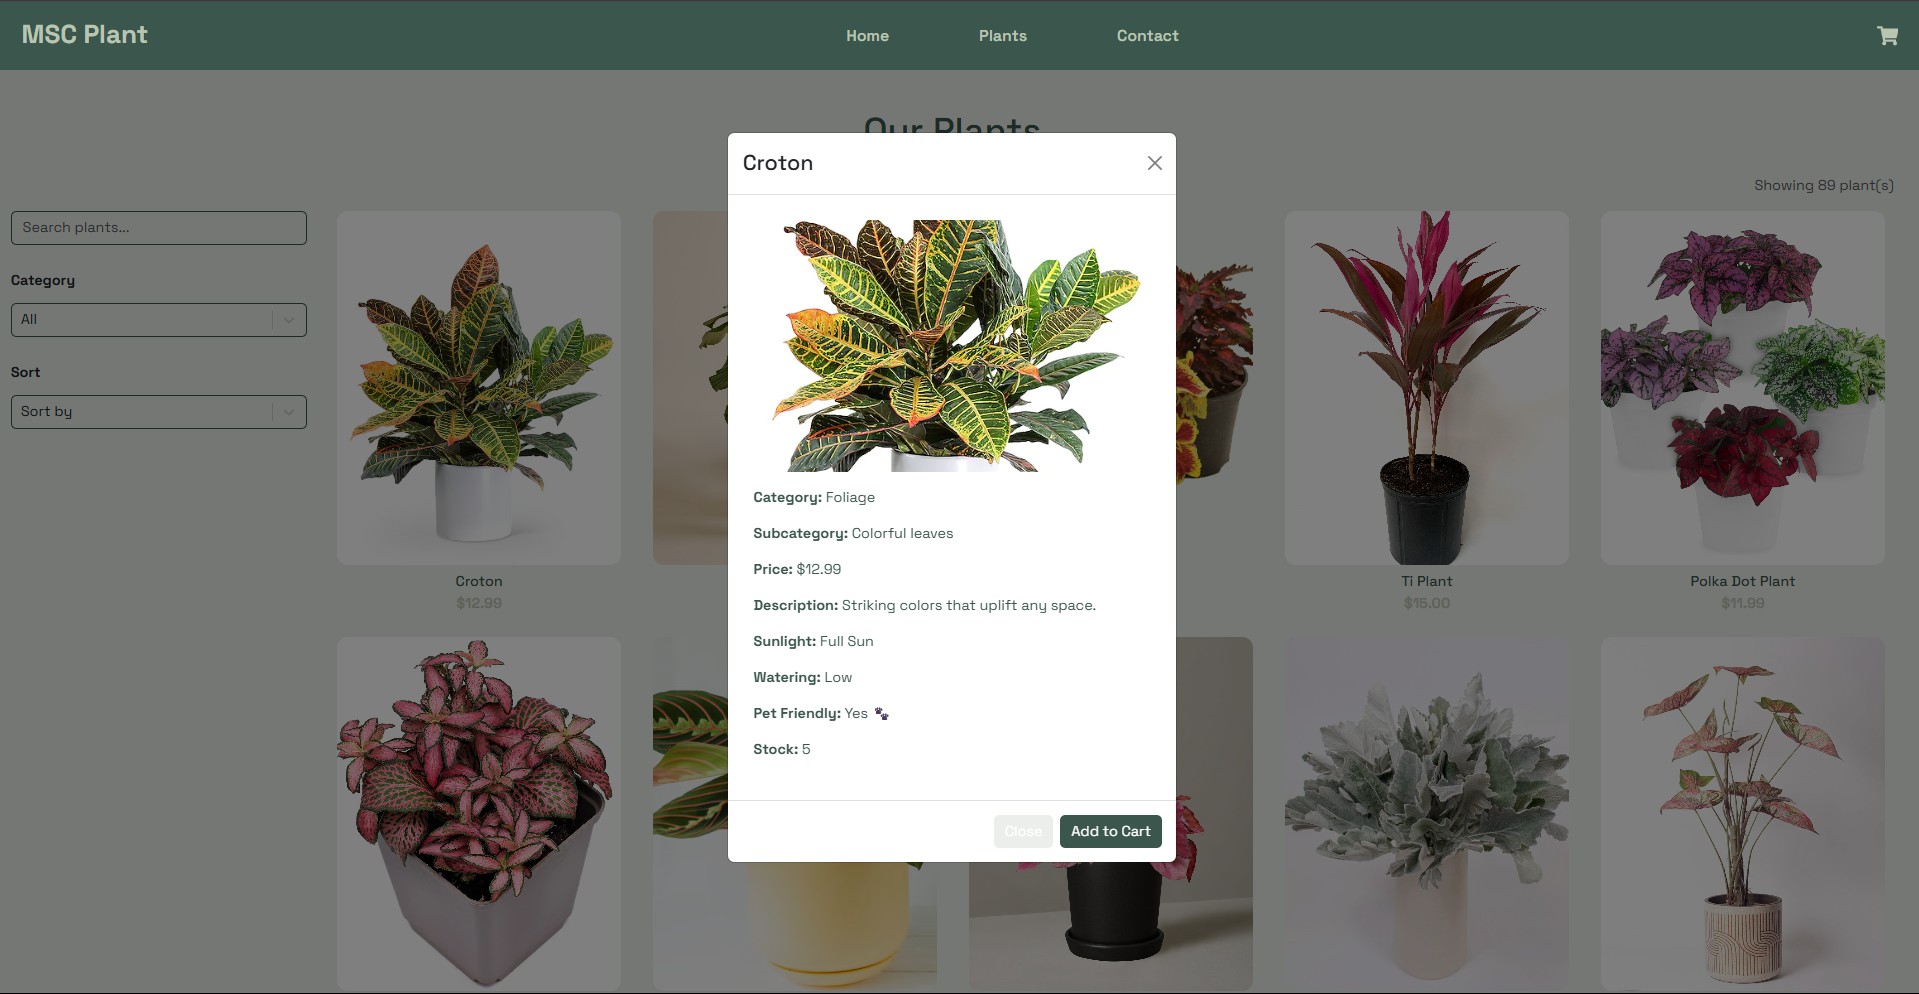 MSC Plant
Home
Plants
Contact
Our Plants
Showing 89 plant(s)
Search plants...
Category
All
Sort
Sort by
Croton
$12.99
Ti Plant
$15.00
Polka Dot Plant
$11.99
Croton
Category: Foliage
Subcategory: Colorful leaves
Price: $12.99
Description: Striking colors that uplift any space.
Sunlight: Full Sun
Watering: Low
Pet Friendly: Yes 🐾
Stock: 5
Close
Add to Cart